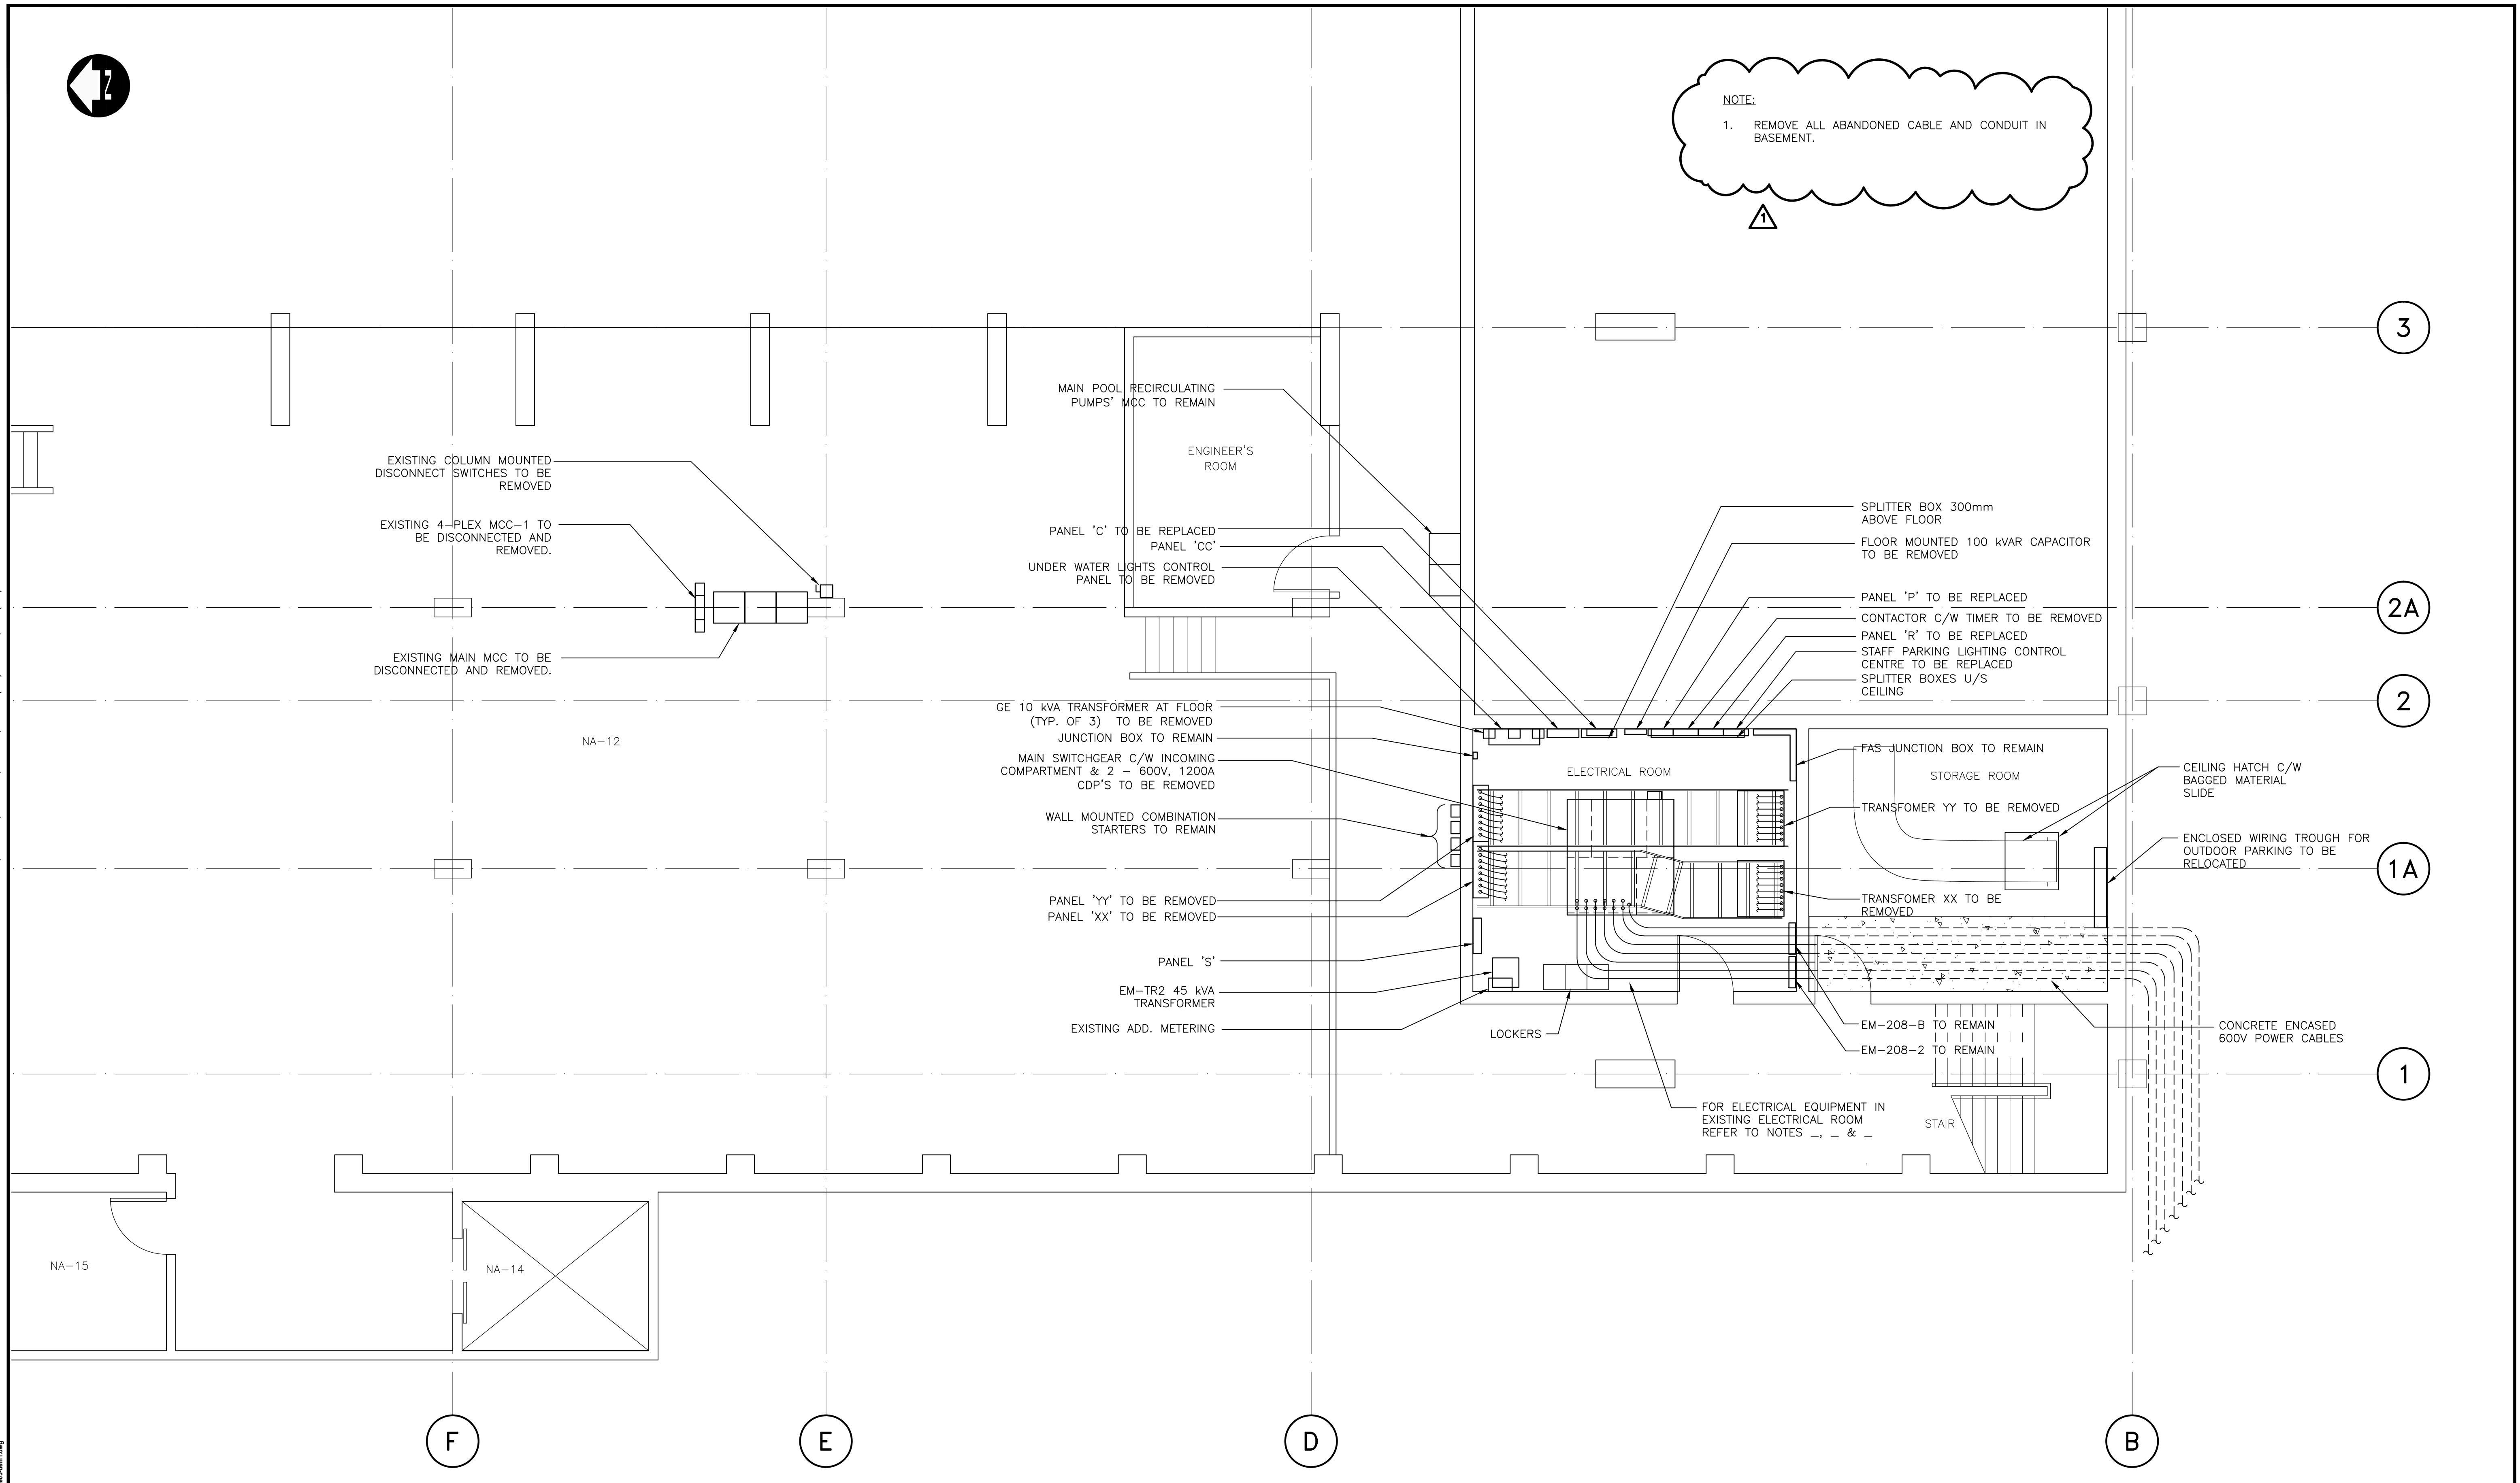 N
NOTE:
1. REMOVE ALL ABANDONED CABLE AND CONDUIT IN
BASEMENT.
1
3
MAIN POOL RECIRCULATING
PUMPS' MCC TO REMAIN
ENGINEER'S
ROOM
EXISTING COLUMN MOUNTED
DISCONNECT SWITCHES TO BE
REMOVED
EXISTING 4-PLEX MCC-1 TO
BE DISCONNECTED AND
REMOVED.
EXISTING MAIN MCC TO BE
DISCONNECTED AND REMOVED.
PANEL 'C' TO BE REPLACED
PANEL 'CC'
UNDER WATER LIGHTS CONTROL
PANEL TO BE REMOVED
SPLITTER BOX 300mm
ABOVE FLOOR
FLOOR MOUNTED 100 kVAR CAPACITOR
TO BE REMOVED
PANEL 'P' TO BE REPLACED
CONTACTOR C/W TIMER TO BE REMOVED
PANEL 'R' TO BE REPLACED
STAFF PARKING LIGHTING CONTROL
CENTRE TO BE REPLACED
SPLITTER BOXES U/S
CEILING
2A
2
NA-12
GE 10 kVA TRANSFORMER AT FLOOR
(TYP. OF 3) TO BE REMOVED
JUNCTION BOX TO REMAIN
MAIN SWITCHGEAR C/W INCOMING
COMPARTMENT & 2 - 600V, 1200A
CDP'S TO BE REMOVED
WALL MOUNTED COMBINATION
STARTERS TO REMAIN
PANEL 'YY' TO BE REMOVED
PANEL 'XX' TO BE REMOVED
PANEL 'S'
EM-TR2 45 kVA
TRANSFORMER
EXISTING ADD. METERING
ELECTRICAL ROOM
FAS JUNCTION BOX TO REMAIN
STORAGE ROOM
TRANSFOMER YY TO BE REMOVED
CEILING HATCH C/W
BAGGED MATERIAL
SLIDE
ENCLOSED WIRING TROUGH FOR
OUTDOOR PARKING TO BE
RELOCATED
1A
TRANSFOMER XX TO BE
REMOVED
LOCKERS
EM-208-B TO REMAIN
EM-208-2 TO REMAIN
CONCRETE ENCASED
600V POWER CABLES
1
FOR ELECTRICAL EQUIPMENT IN
EXISTING ELECTRICAL ROOM
REFER TO NOTES _, _ & _
STAIR
NA-15
NA-14
F
E
D
B